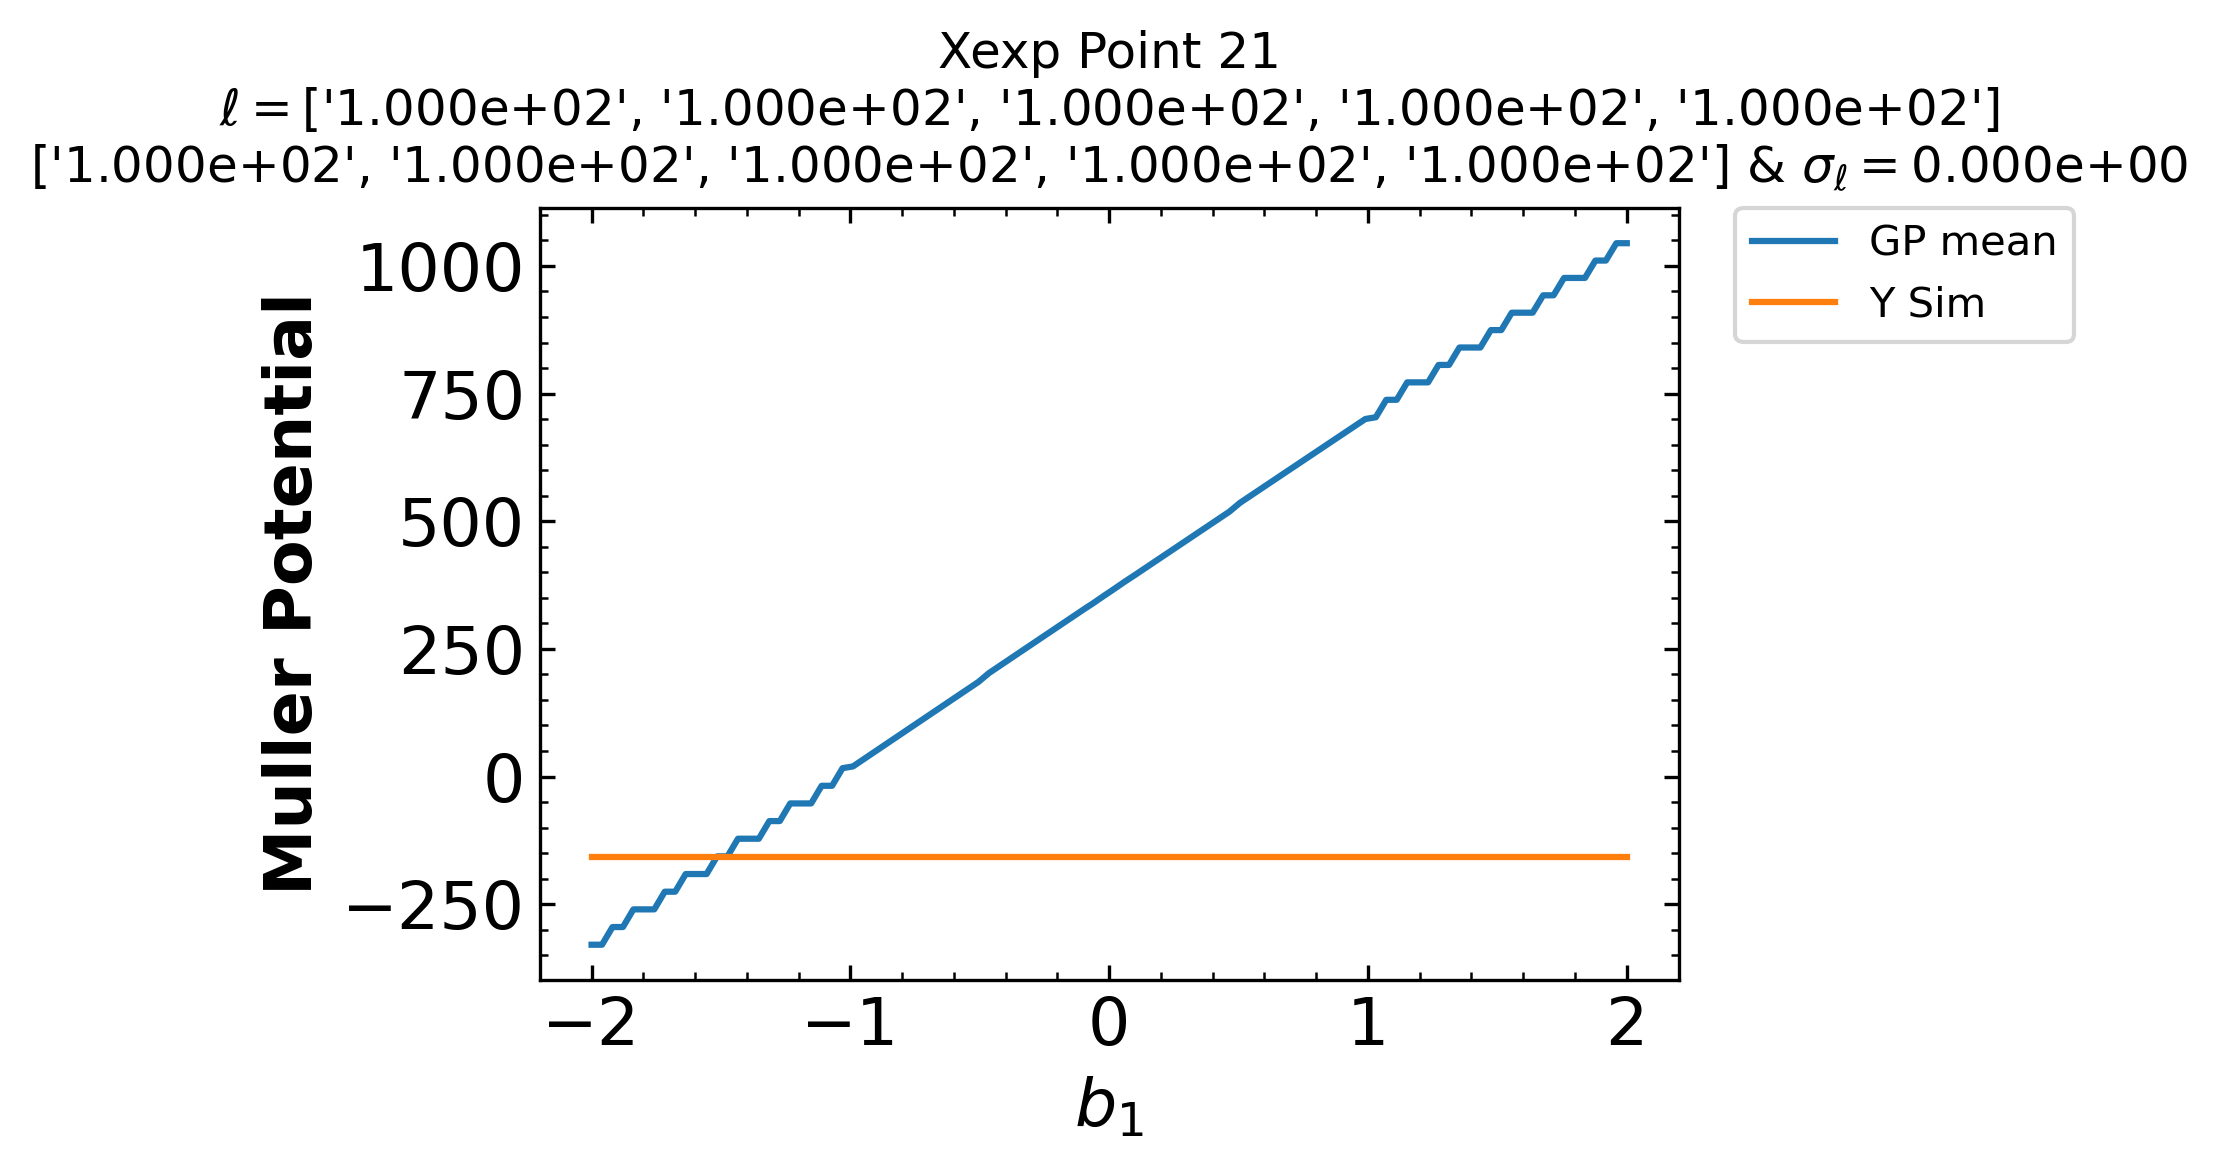 Xexp Point 21
ℓ = ['1.000e+02', '1.000e+02', '1.000e+02', '1.000e+02', '1.000e+02']
['1.000e+02', '1.000e+02', '1.000e+02', '1.000e+02', '1.000e+02'] & σℓ = 0.000e+00
GP mean
Y Sim
Muller Potential
1000
750
500
250
0
−250
−2 −1 0 1 2
b1